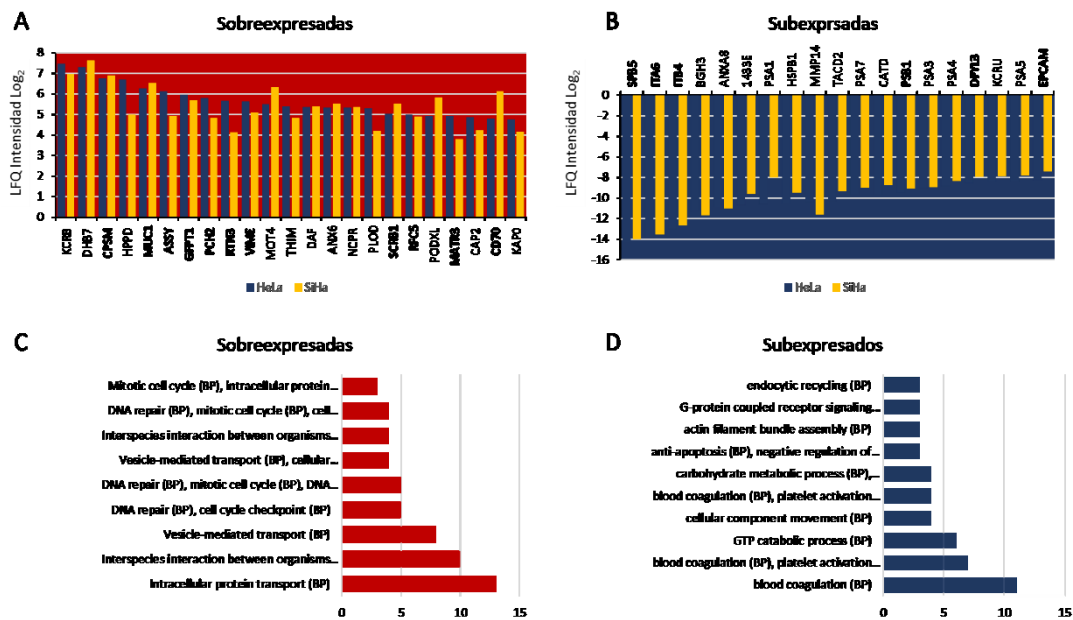 A
Sobreexpresadas
LFQ Intensidad Log2
8
7
6
5
4
3
2
1
0
KCRB
DHB7
CPSM
HPPD
MUC1
ASSY
GFPT1
PCH2
RTN3
VIME
MOT4
THIM
DAF
ANX6
NCPR
PLOD
SCRB1
RFC5
PODXL
MATR3
CAP2
CD70
KAP0
HeLa
SiHa
B
Subexprsadas
SPB5
ITA6
ITB4
BGH3
ANXA8
1433E
PSA1
HSPB1
MMP14
TACD2
PSA7
CATD
PSB1
PSA3
PSA4
DPYL3
KCRU
PSA5
EPCAM
LFQ Intensidad Log2
0
-2
-4
-6
-8
-10
-12
-14
-16
HeLa
SiHa
C
Sobreexpresadas
Mitotic cell cycle (BP), intracellular protein...
DNA repair (BP), mitotic cell cycle (BP), cell...
Interspecies interaction between organisms...
Vesicle-mediated transport (BP), cellular...
DNA repair (BP), mitotic cell cycle (BP), DNA...
DNA repair (BP), cell cycle checkpoint (BP)
Vesicle-mediated transport (BP)
Interspecies interaction between organisms...
Intracellular protein transport (BP)
0 5 10 15
D
Subexpresados
endocytic recycling (BP)
G-protein coupled receptor signaling...
actin filament bundle assembly (BP)
anti-apoptosis (BP), negative regulation of...
carbohydrate metabolic process (BP),...
blood coagulation (BP), platelet activation...
cellular component movement (BP)
GTP catabolic process (BP)
blood coagulation (BP), platelet activation...
blood coagulation (BP)
0 5 10 15